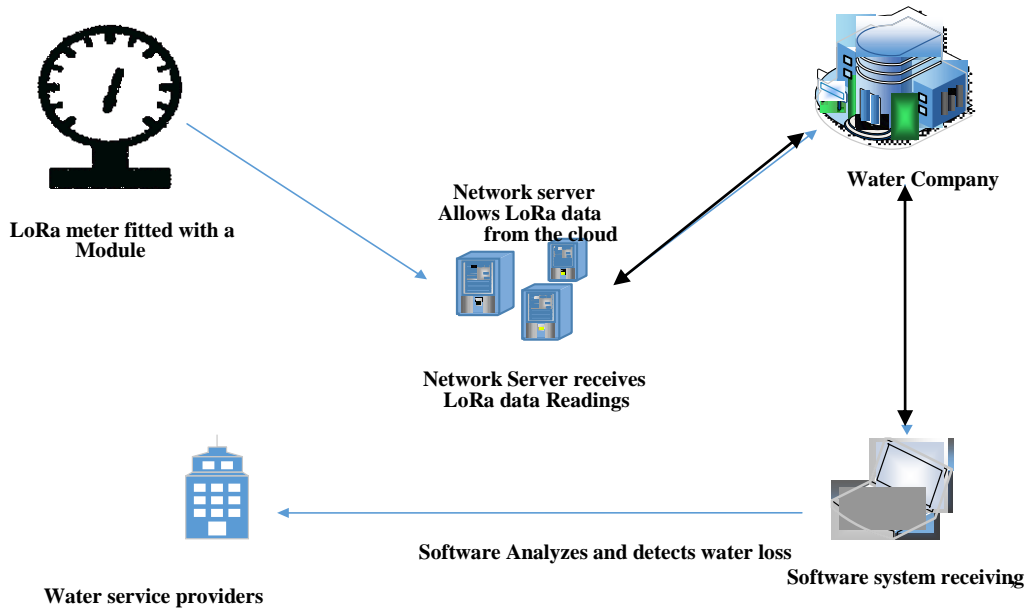 Water Company
Network server
Allows LoRa data
from the cloud
LoRa meter fitted with a
Module
Network Server receives
LoRa data Readings
Software Analyzes and detects water loss
Software system receiving,
Water service providers